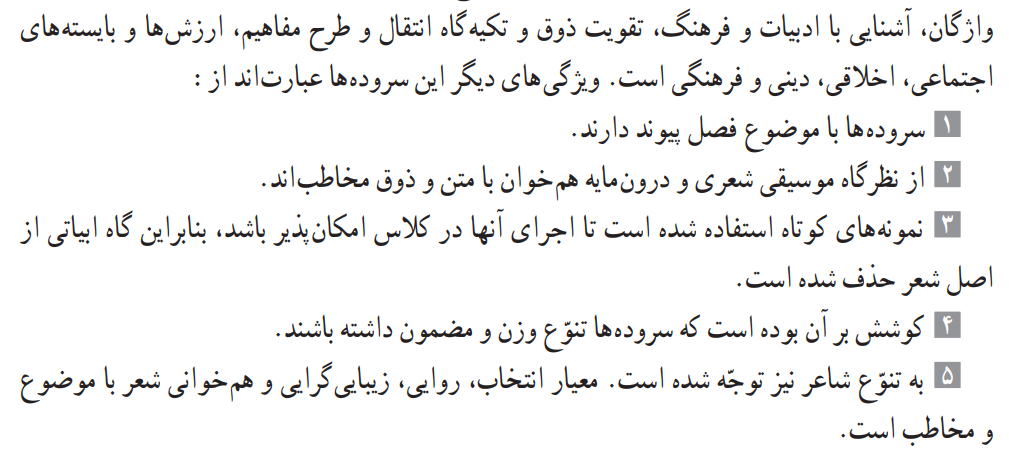 واژگان، آشنایی با ادبیات و فرهنگ، تقویت ذوق و تکیه‌گاه انتقال و طرح مفاهیم، ارزش‌ها و بایسته‌های
اجتماعی، اخلاقی، دینی و فرهنگی است. ویژگی‌های دیگر این سروده‌ها عبارت‌اند از :
۱ سروده‌ها با موضوع فصل پیوند دارند.
۲ از نظرگاه موسیقی شعری و درون‌مایه هم‌خوان با متن و ذوق مخاطب‌اند.
۳ نمونه‌های کوتاه استفاده شده است تا اجرای آنها در کلاس امکان‌پذیر باشد، بنابراین گاه ابیاتی از
اصل شعر حذف شده است.
۴ کوشش بر آن بوده است که سروده‌ها تنوّع وزن و مضمون داشته باشند.
۵ به تنوّع شاعر نیز توجّه شده است. معیار انتخاب، روایی، زیبایی‌گرایی و هم‌خوانی شعر با موضوع
و مخاطب است.